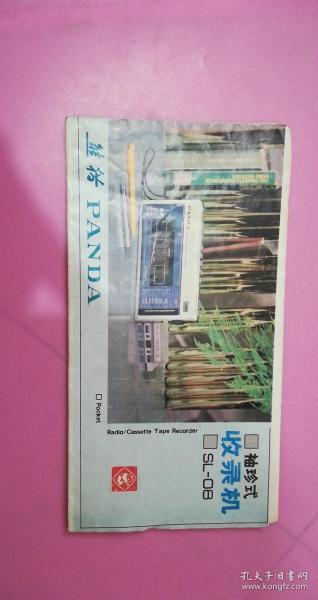 熊猫 PANDA
PANDA
□ Pocket
Radio/Cassette Tape Recorder
袖珍式
收录机
SL-08
孔夫子旧书网
www.kongfz.com